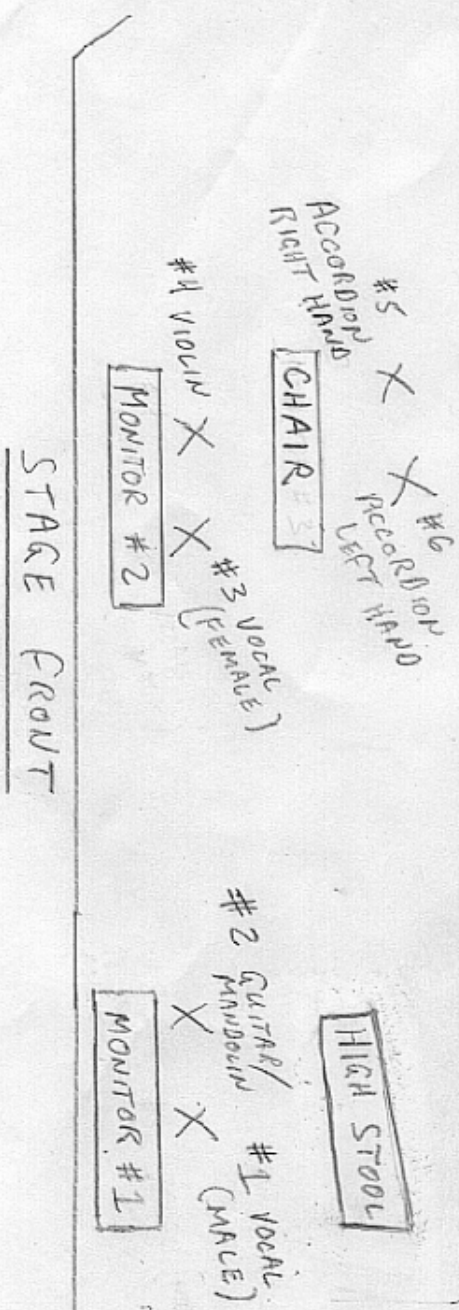 #5
ACCORDION
RIGHT HAND
X
X
#6
ACCORDION
LEFT HAND
CHAIR
HIGH STOOL
#4 VIOLIN X
X
#3 VOCAL
(FEMALE)
MONITOR #2
#2 GUITAR/
MANDOLIN
X
X
#1 VOCAL
(MALE)
MONITOR #1
STAGE FRONT